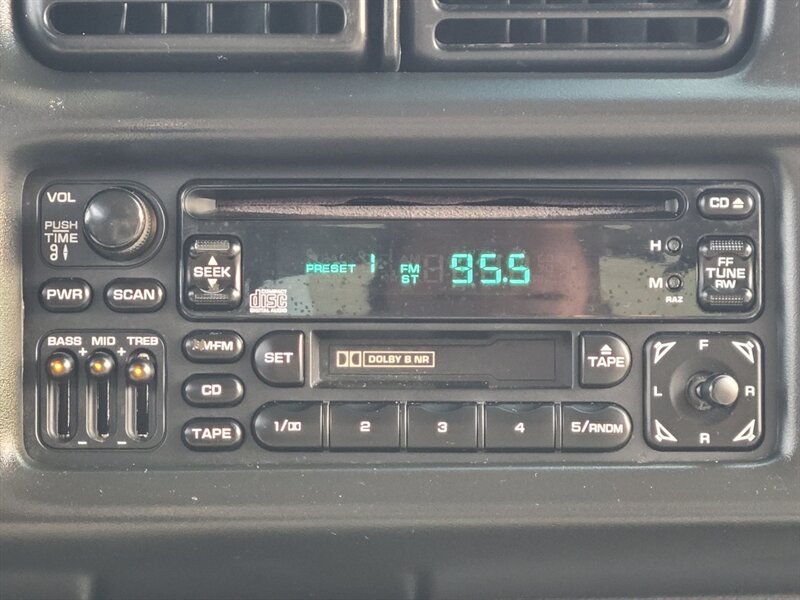 VOL
PUSH
TIME
PWR
SCAN
BASS MID TREB
+ +
- -
SEEK
COMPACT
disc
DIGITAL AUDIO
PRESET 1 FM ST 95.5
CD
H
M
RAZ
FF
TUNE
RW
AM-FM
CD
TAPE
SET
DOLBY B NR
TAPE
1/
2
3
4
5/RNDM
F
L R
R